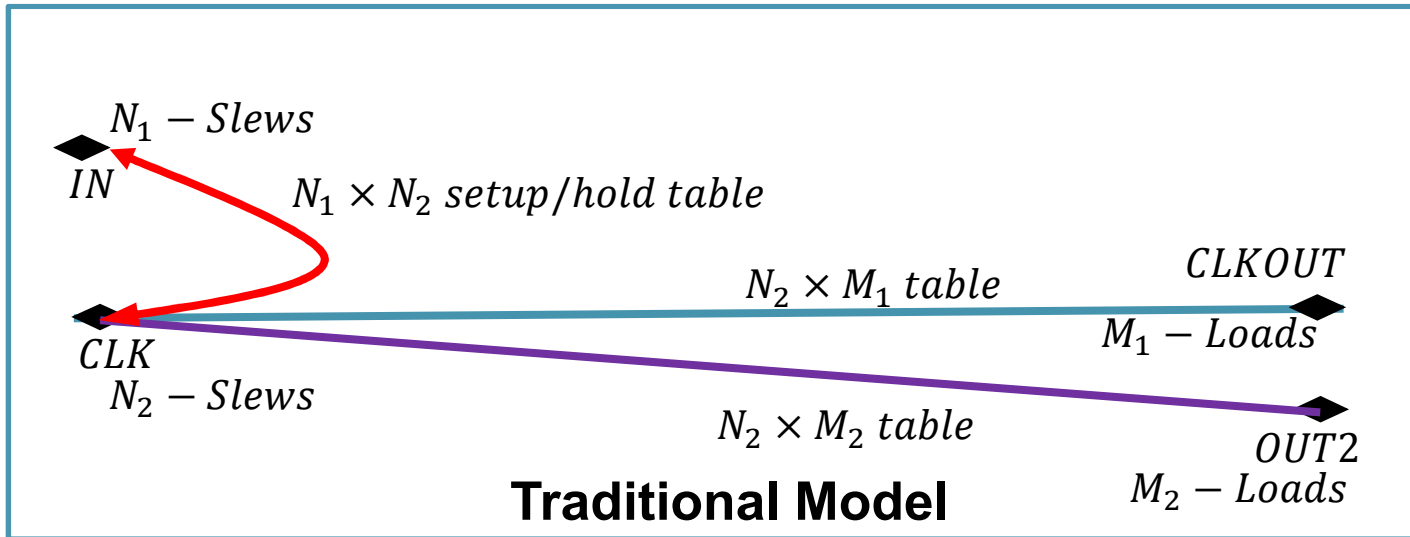 N₁ − Slews
IN
N₁ × N₂ setup/hold table
CLKOUT
N₂ × M₁ table
M₁ − Loads
CLK
N₂ − Slews
N₂ × M₂ table
OUT2
M₂ − Loads
Traditional Model